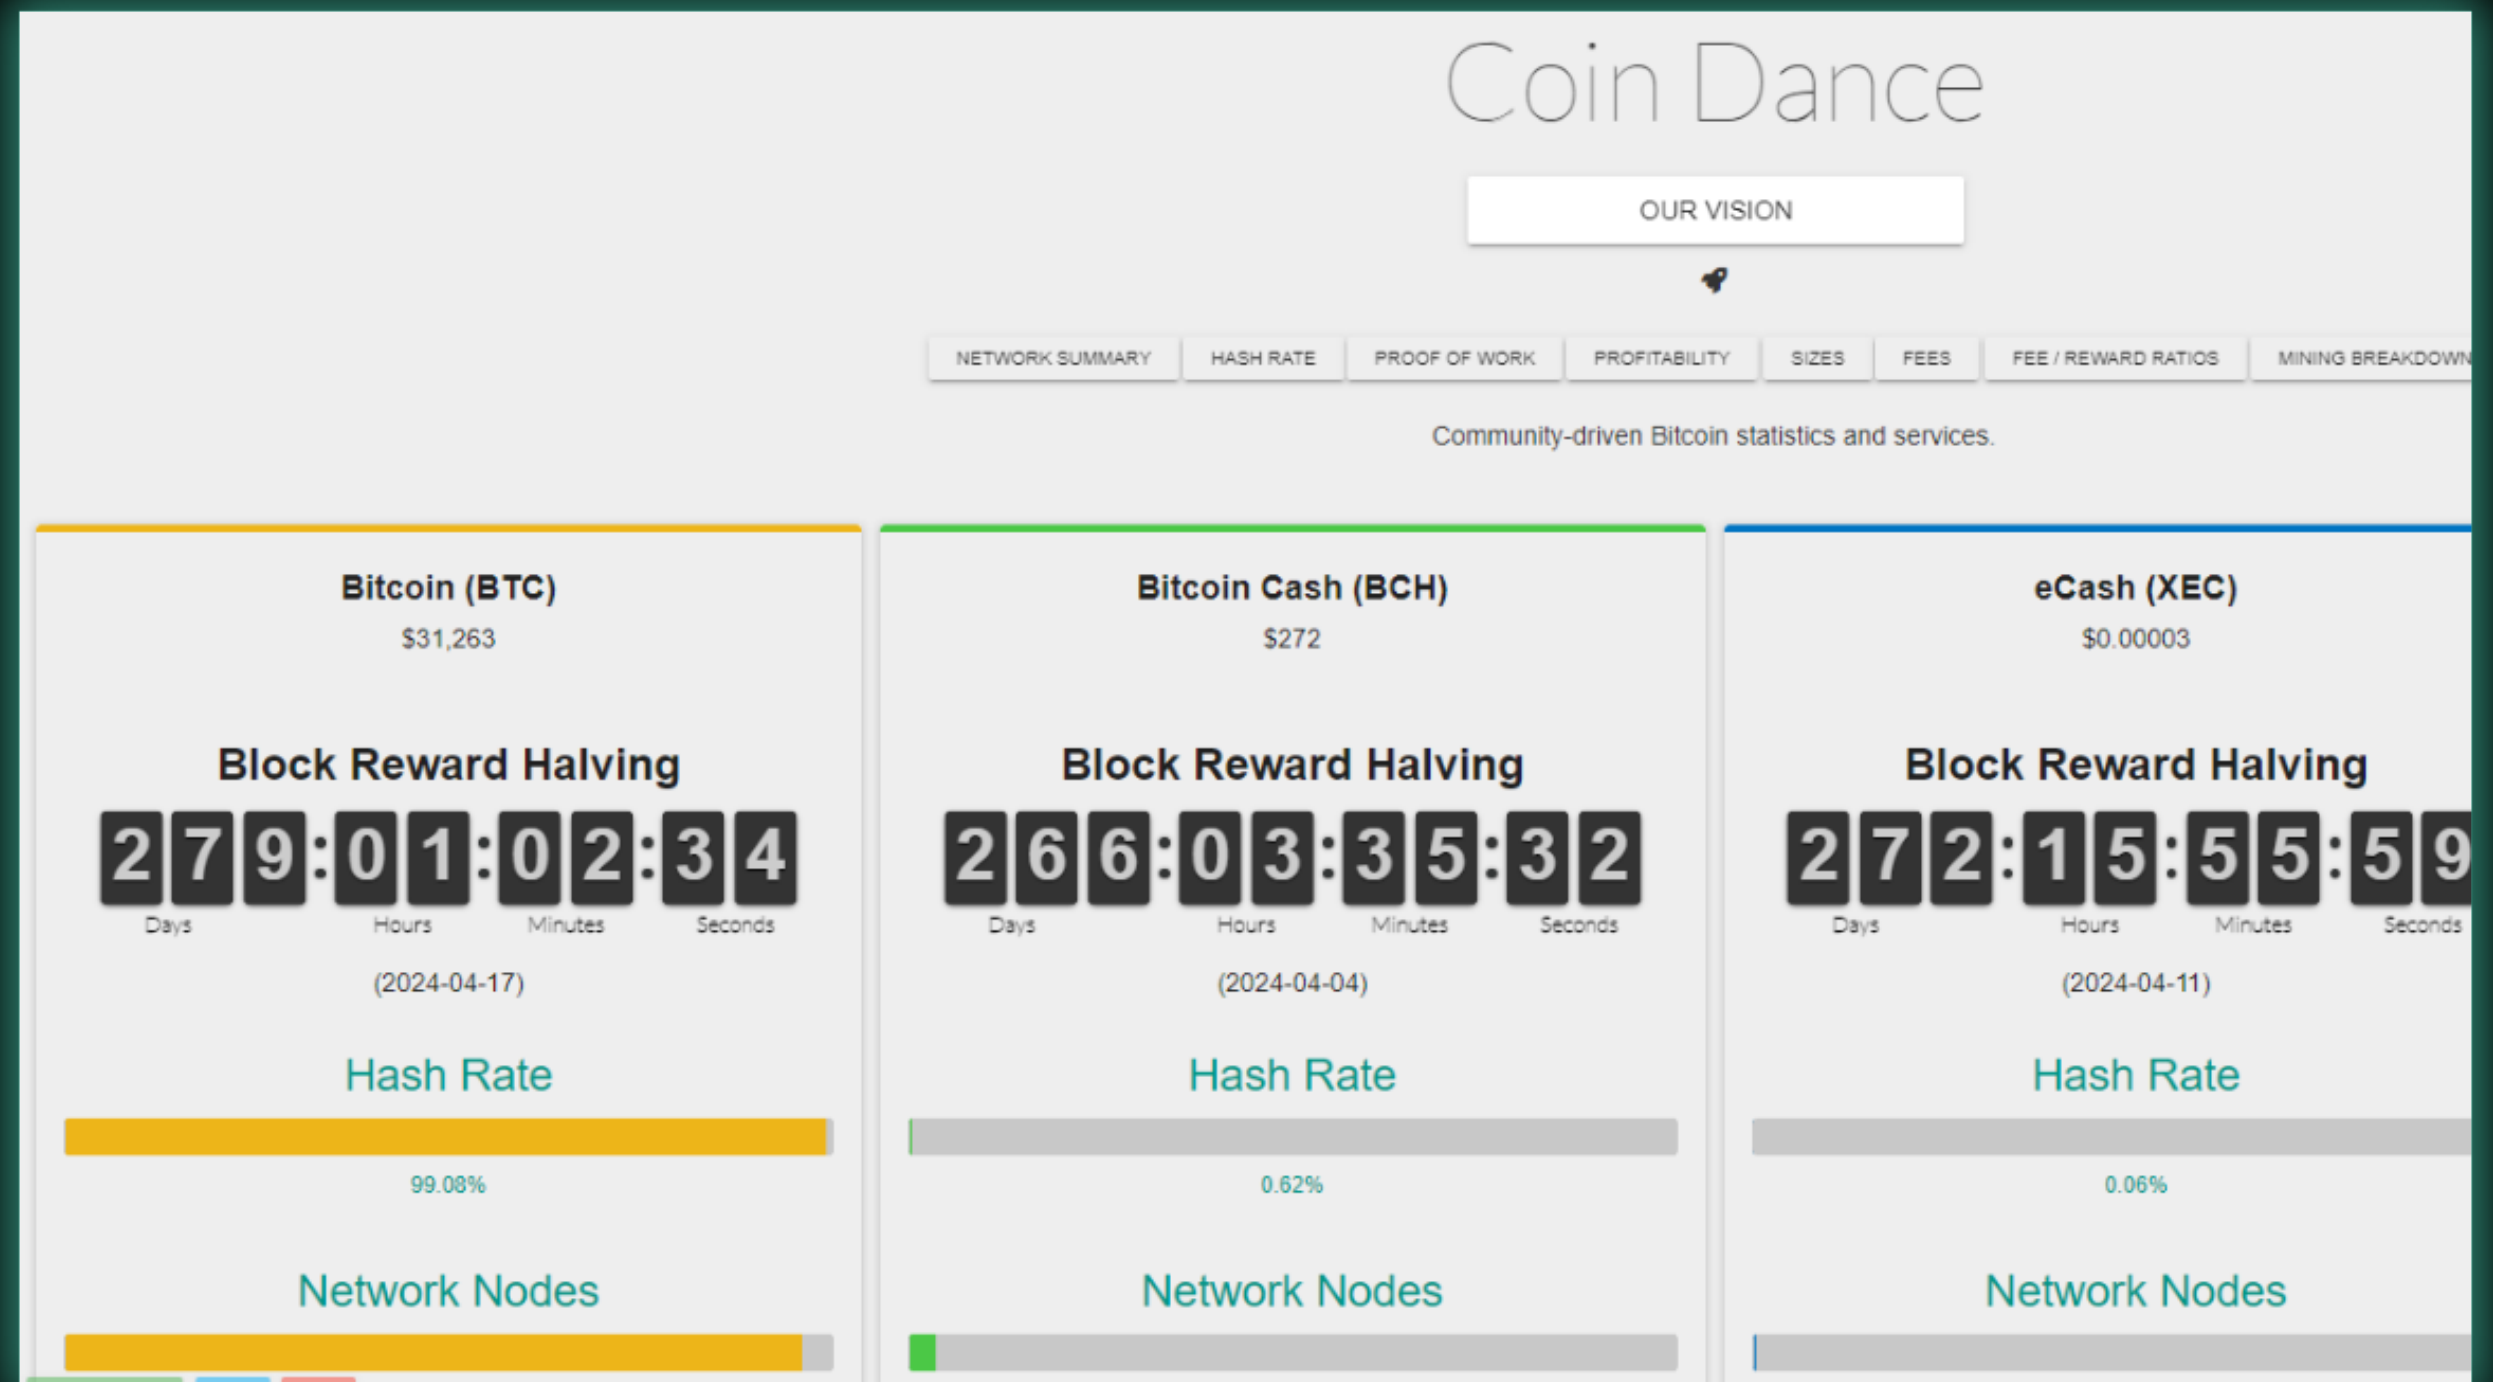 Coin Dance
OUR VISION
NETWORK SUMMARY HASH RATE PROOF OF WORK PROFITABILITY SIZES FEES FEE / REWARD RATIOS MINING BREAKDOWN
Community-driven Bitcoin statistics and services.
Bitcoin (BTC)
$31,263
Block Reward Halving
279:01:02:34
Days Hours Minutes Seconds
(2024-04-17)
Hash Rate
99.08%
Network Nodes
Bitcoin Cash (BCH)
$272
Block Reward Halving
266:03:35:32
Days Hours Minutes Seconds
(2024-04-04)
Hash Rate
0.62%
Network Nodes
eCash (XEC)
$0.00003
Block Reward Halving
272:15:55:59
Days Hours Minutes Seconds
(2024-04-11)
Hash Rate
0.06%
Network Nodes